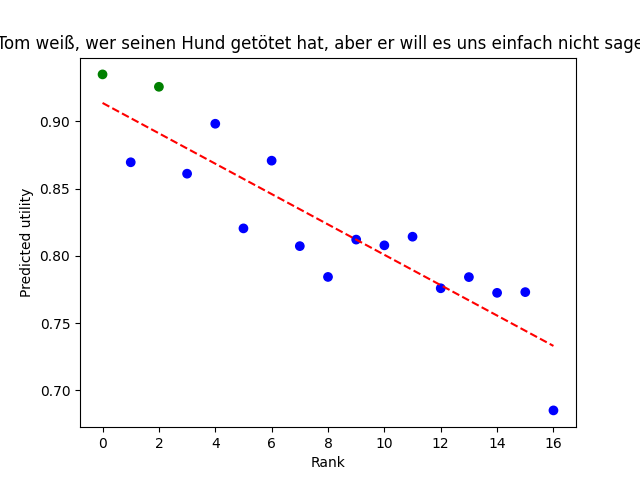 Tom weiß, wer seinen Hund getötet hat, aber er will es uns einfach nicht sage
0.90
0.85
0.80
0.75
0.70
Predicted utility
0 2 4 6 8 10 12 14 16
Rank